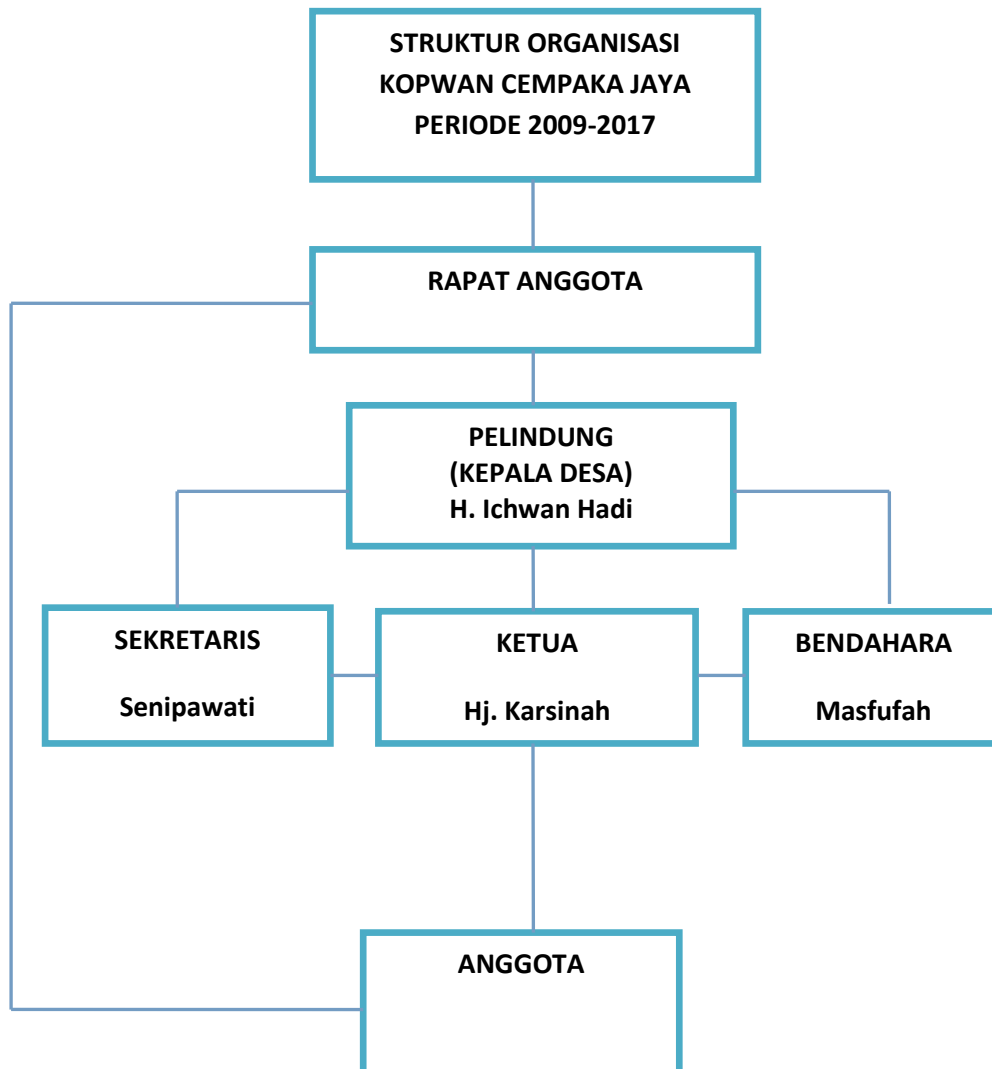 STRUKTUR ORGANISASI
KOPWAN CEMPAKA JAYA
PERIODE 2009-2017
RAPAT ANGGOTA
PELINDUNG
(KEPALA DESA)
H. Ichwan Hadi
SEKRETARIS
Senipawati
KETUA
Hj. Karsinah
BENDAHARA
Masfufah
ANGGOTA